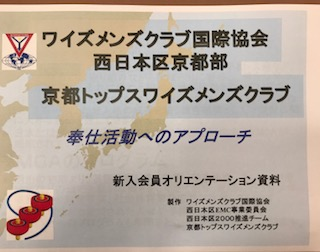 ワイズメンズクラブ国際協会
西日本区京都部
京都トップスワイズメンズクラブ
奉仕活動へのアプローチ
新入会員オリエンテーション資料
製作 ワイズメンズクラブ国際協会
西日本区EMC事業委員会
西日本区2000推進チーム
京都トップスワイズメンズクラブ